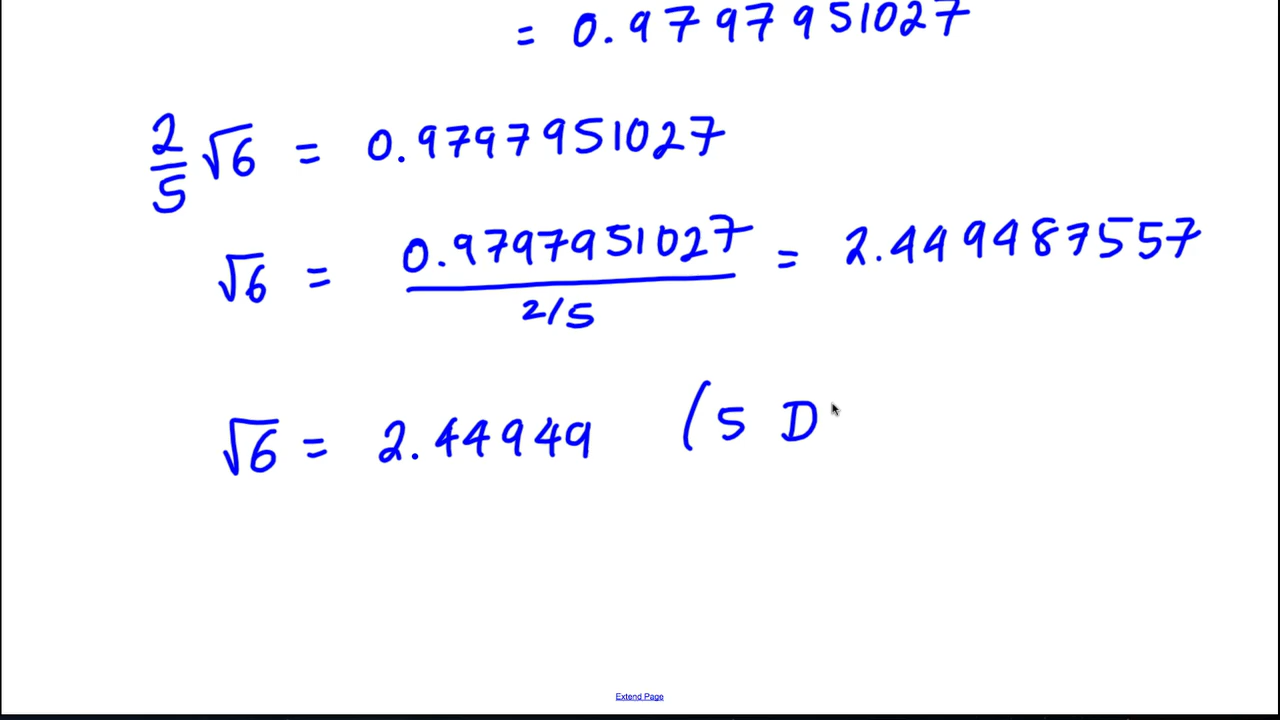 = 0.9797951027
2/5 √6 = 0.9797951027
√6 = 0.9797951027 / (2/5) = 2.449487557
√6 = 2.44949 (5 D
Extend Page